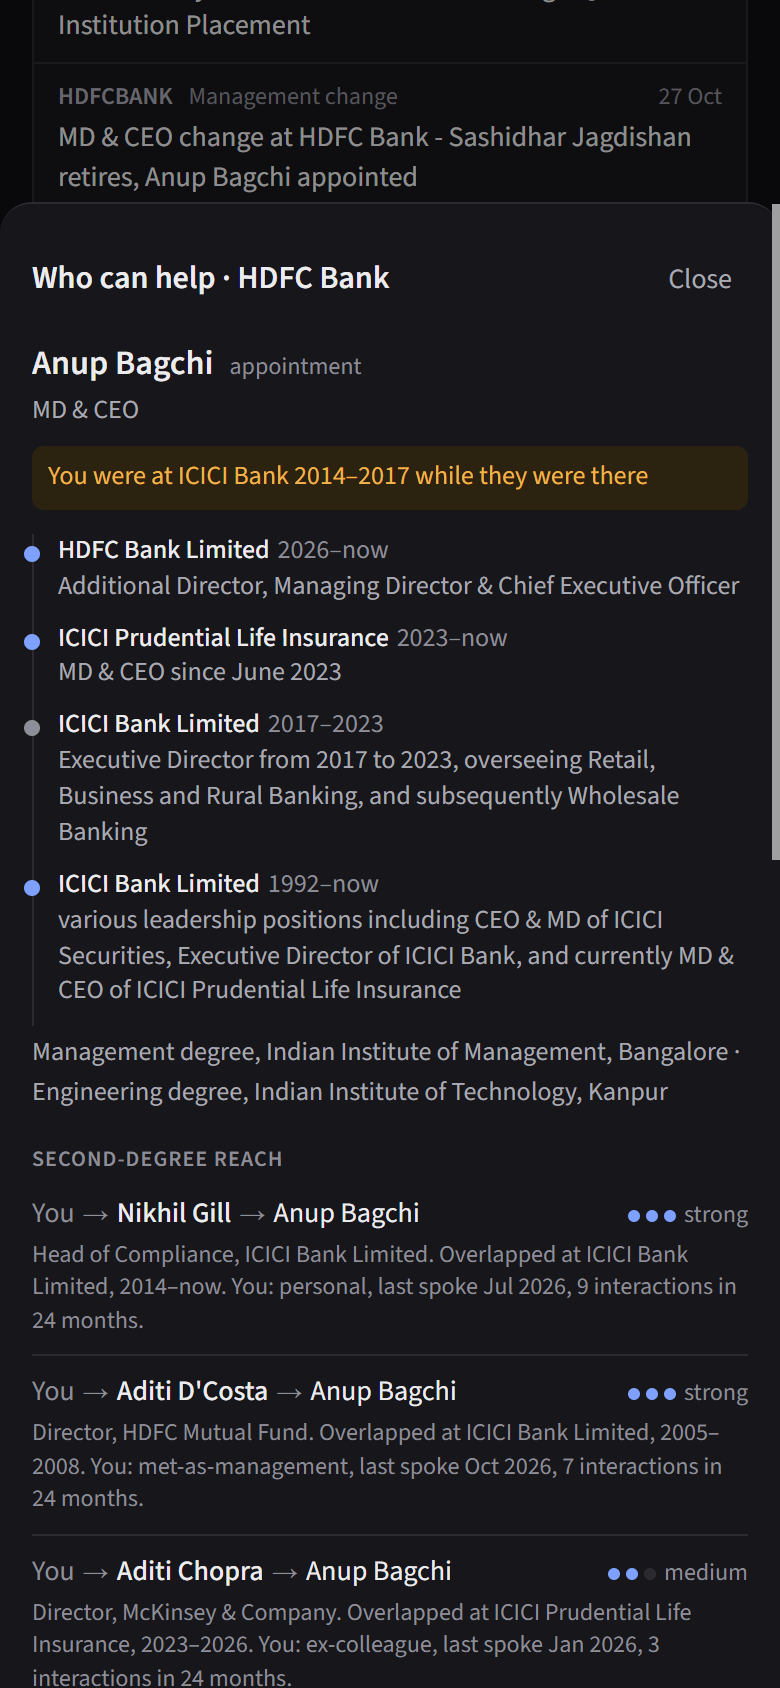 Institution Placement
HDFCBANK Management change 27 Oct
MD & CEO change at HDFC Bank - Sashidhar Jagdishan
retires, Anup Bagchi appointed
Who can help · HDFC Bank Close
Anup Bagchi appointment
MD & CEO
You were at ICICI Bank 2014–2017 while they were there
HDFC Bank Limited 2026–now
Additional Director, Managing Director & Chief Executive Officer
ICICI Prudential Life Insurance 2023–now
MD & CEO since June 2023
ICICI Bank Limited 2017–2023
Executive Director from 2017 to 2023, overseeing Retail,
Business and Rural Banking, and subsequently Wholesale
Banking
ICICI Bank Limited 1992–now
various leadership positions including CEO & MD of ICICI
Securities, Executive Director of ICICI Bank, and currently MD &
CEO of ICICI Prudential Life Insurance
Management degree, Indian Institute of Management, Bangalore ·
Engineering degree, Indian Institute of Technology, Kanpur
SECOND-DEGREE REACH
You → Nikhil Gill → Anup Bagchi strong
Head of Compliance, ICICI Bank Limited. Overlapped at ICICI Bank
Limited, 2014–now. You: personal, last spoke Jul 2026, 9 interactions in
24 months.
You → Aditi D'Costa → Anup Bagchi strong
Director, HDFC Mutual Fund. Overlapped at ICICI Bank Limited, 2005–
2008. You: met-as-management, last spoke Oct 2026, 7 interactions in
24 months.
You → Aditi Chopra → Anup Bagchi medium
Director, McKinsey & Company. Overlapped at ICICI Prudential Life
Insurance, 2023–2026. You: ex-colleague, last spoke Jan 2026, 3
interactions in 24 months.